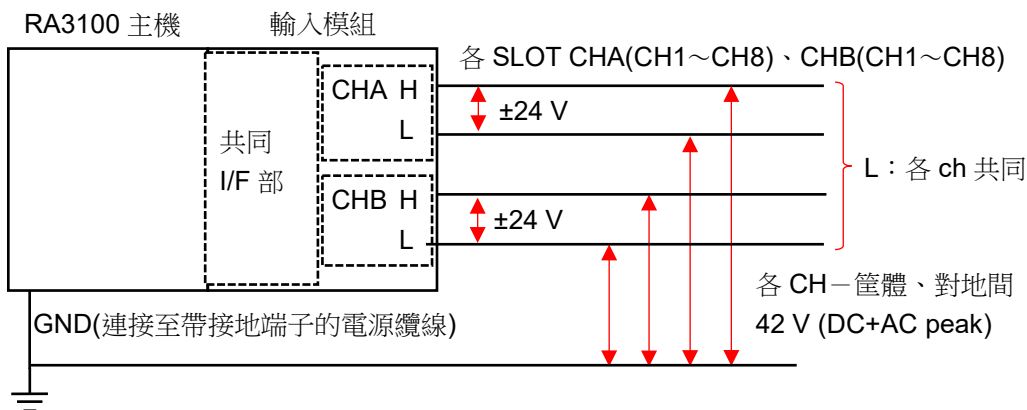 RA3100 主機
輸入模組
各 SLOT CHA(CH1～CH8)、CHB(CH1～CH8)
CHA H
L
±24 V
共同
I/F 部
L：各 ch 共同
CHB H
L
±24 V
各 CH－筐體、對地間
42 V (DC+AC peak)
GND(連接至帶接地端子的電源纜線)